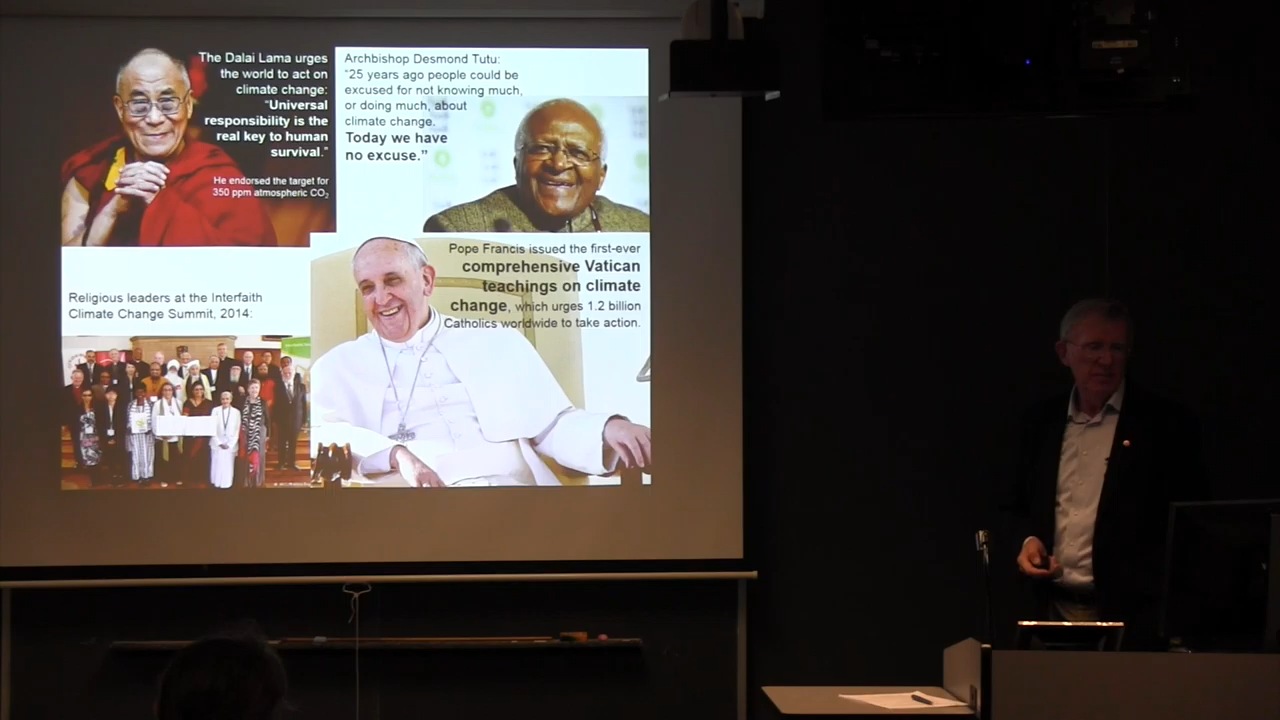 The Dalai Lama urges
the world to act on
climate change:
"Universal
responsibility is the
real key to human
survival."
He endorsed the target for
350 ppm atmospheric CO₂
Archbishop Desmond Tutu:
"25 years ago people could be
excused for not knowing much,
or doing much, about
climate change.
Today we have
no excuse."
Religious leaders at the Interfaith
Climate Change Summit, 2014:
Pope Francis issued the first-ever
comprehensive Vatican
teachings on climate
change, which urges 1.2 billion
Catholics worldwide to take action.